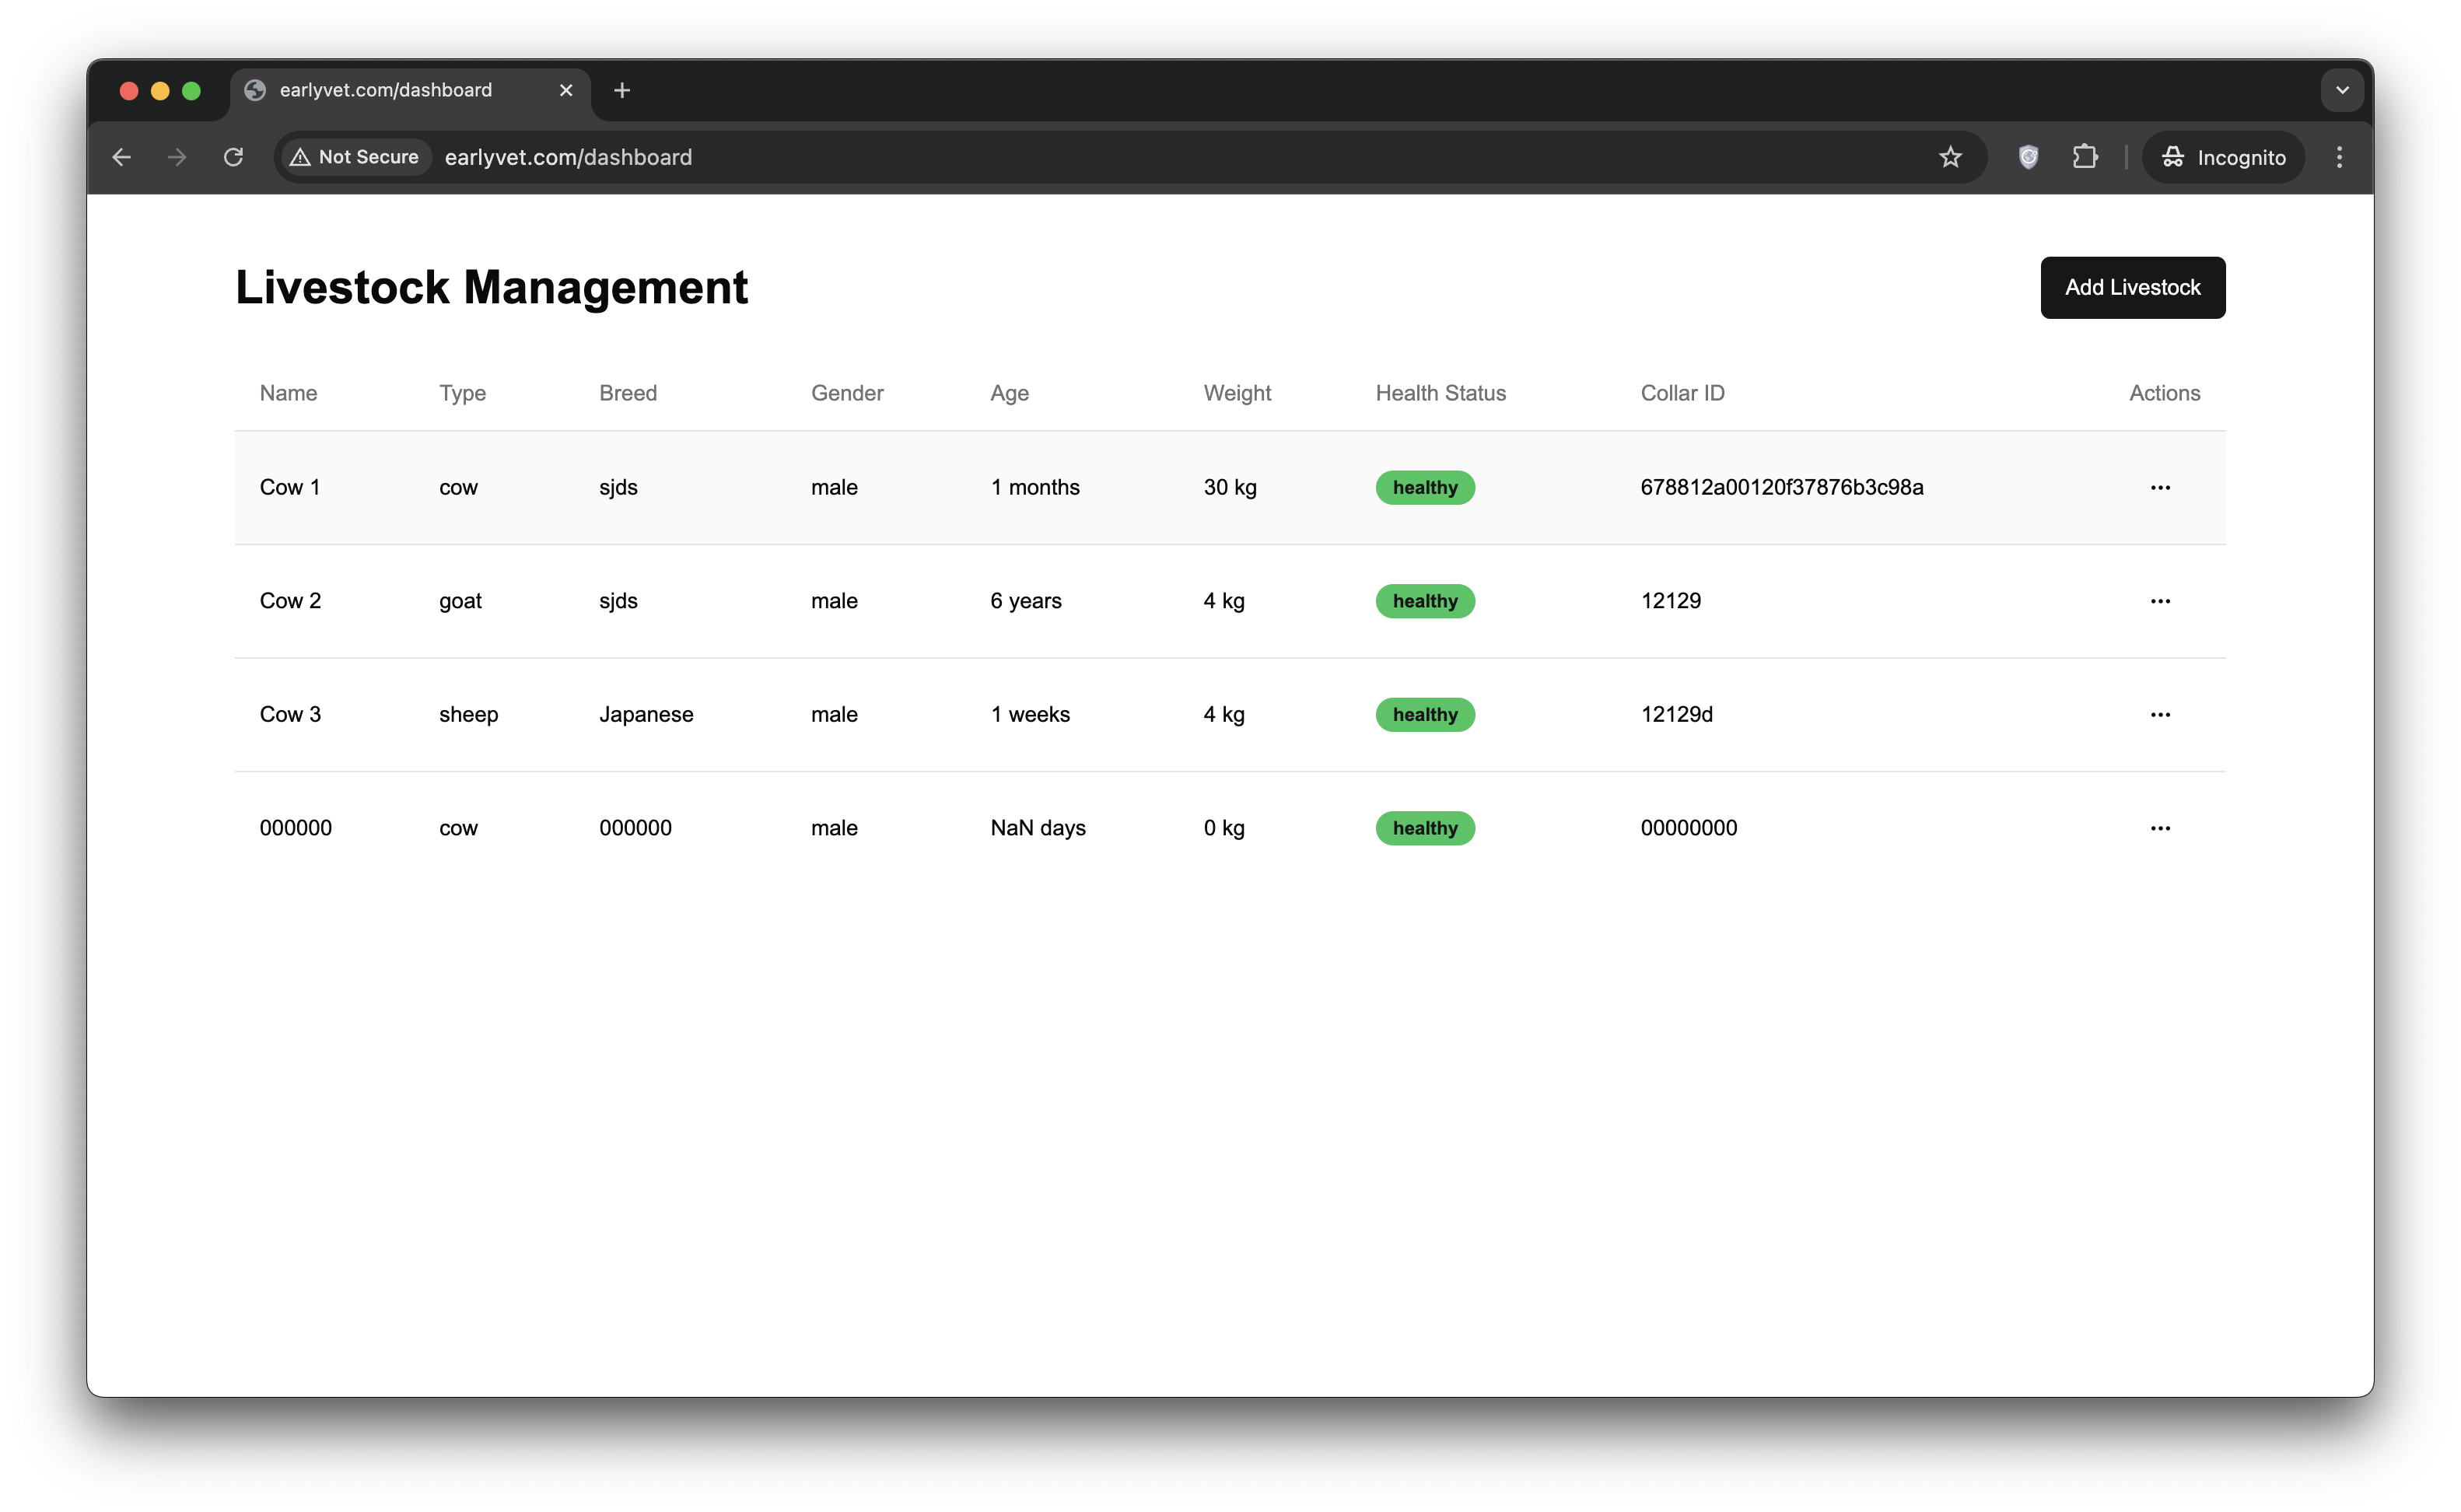 earlyvet.com/dashboard
Not Secure earlyvet.com/dashboard Incognito
Livestock Management Add Livestock
Name Type Breed Gender Age Weight Health Status Collar ID Actions
Cow 1 cow sjds male 1 months 30 kg healthy 678812a00120f37876b3c98a
Cow 2 goat sjds male 6 years 4 kg healthy 12129
Cow 3 sheep Japanese male 1 weeks 4 kg healthy 12129d
000000 cow 000000 male NaN days 0 kg healthy 00000000